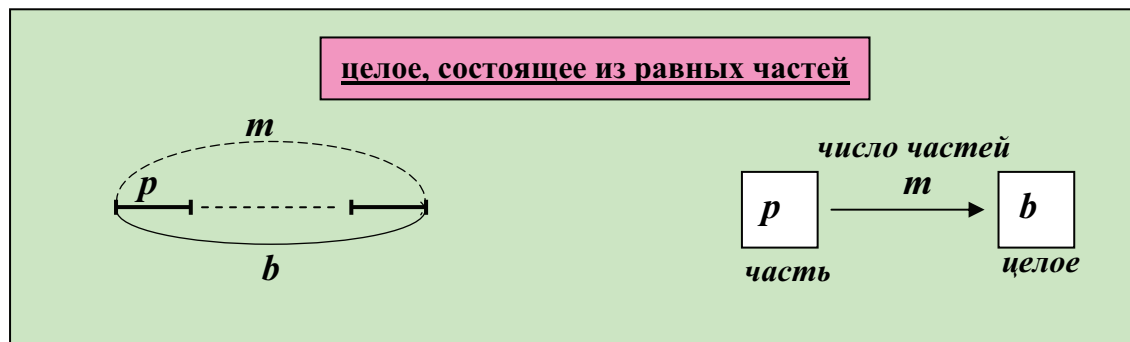 целое, состоящее из равных частей
m
p
b
число частей
m
p
b
часть
целое